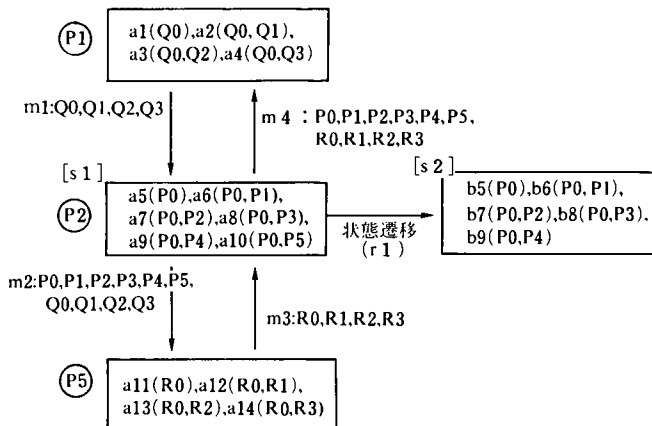 P1
a1(Q0),a2(Q0,Q1),
a3(Q0,Q2),a4(Q0,Q3)
m1:Q0,Q1,Q2,Q3
m4：P0,P1,P2,P3,P4,P5,
R0,R1,R2,R3
[s1]
[s2]
P2
a5(P0),a6(P0,P1),
a7(P0,P2),a8(P0,P3),
a9(P0,P4),a10(P0,P5)
状態遷移
(r1)
b5(P0),b6(P0,P1),
b7(P0,P2),b8(P0,P3).
b9(P0,P4)
m2:P0,P1,P2,P3,P4,P5,
Q0,Q1,Q2,Q3
m3:R0,R1,R2,R3
P5
a11(R0),a12(R0,R1),
a13(R0,R2),a14(R0,R3)